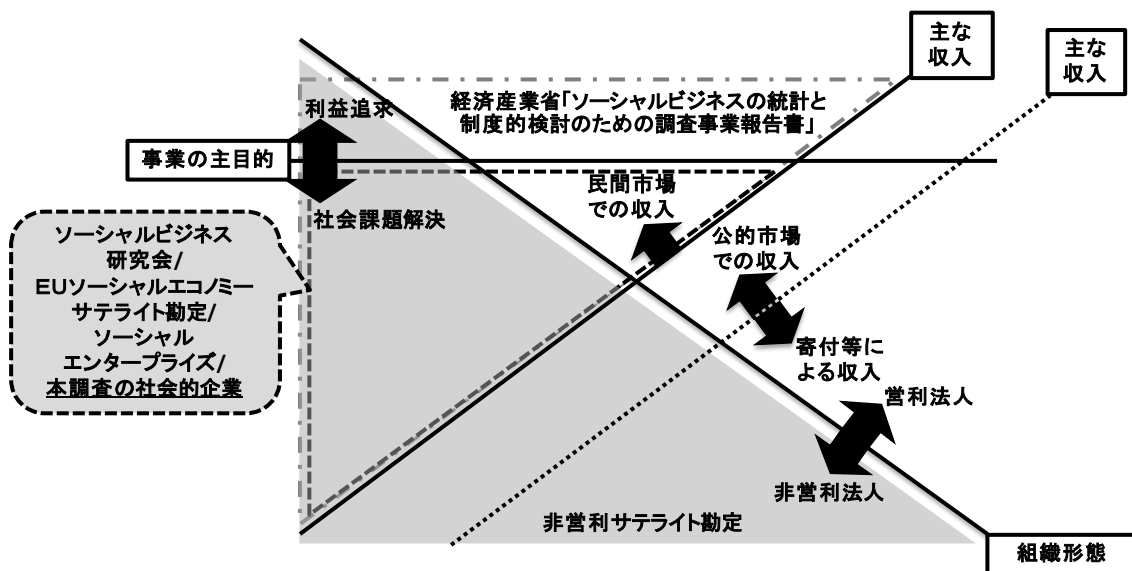 主な
収入
主な
収入
経済産業省「ソーシャルビジネスの統計と
制度的検討のための調査事業報告書」
利益追求
事業の主目的
社会課題解決
民間市場
での収入
公的市場
での収入
ソーシャルビジネス
研究会/
EUソーシャルエコノミー
サテライト勘定/
ソーシャル
エンタープライズ/
本調査の社会的企業
寄付等に
よる収入
営利法人
非営利法人
非営利サテライト勘定
組織形態